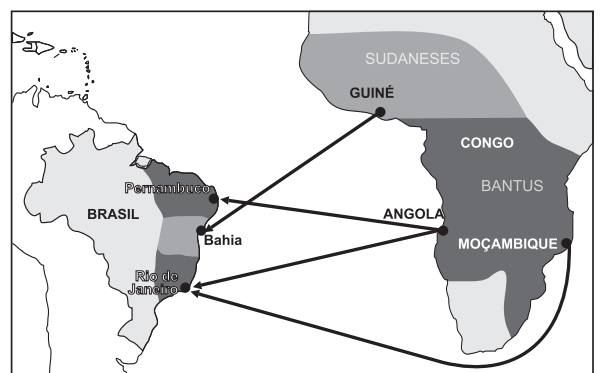 SUDANESES
GUINÉ
CONGO
BANTUS
Pernambuco
BRASIL
ANGOLA
Bahia
MOÇAMBIQUE
Rio de
Janeiro